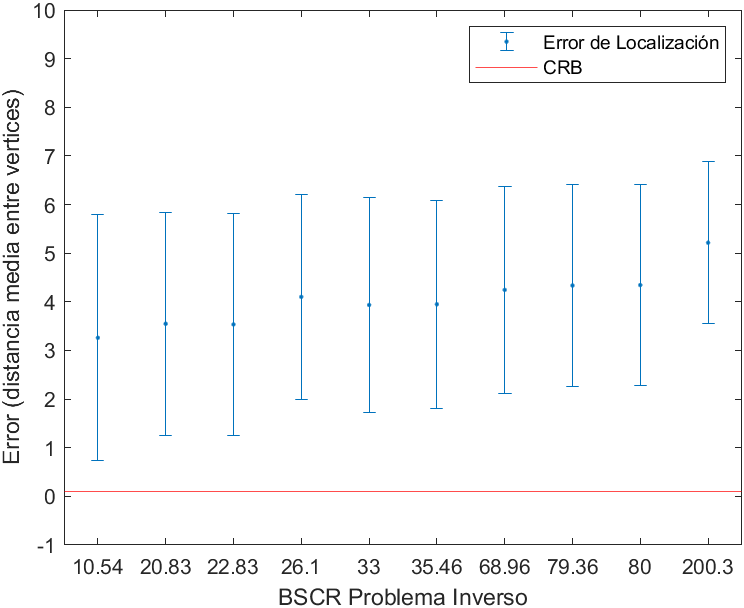 10
9
8
7
6
5
4
3
2
1
0
-1
Error (distancia media entre vertices)
Error de Localización
CRB
10.54 20.83 22.83 26.1 33 35.46 68.96 79.36 80 200.3
BSCR Problema Inverso